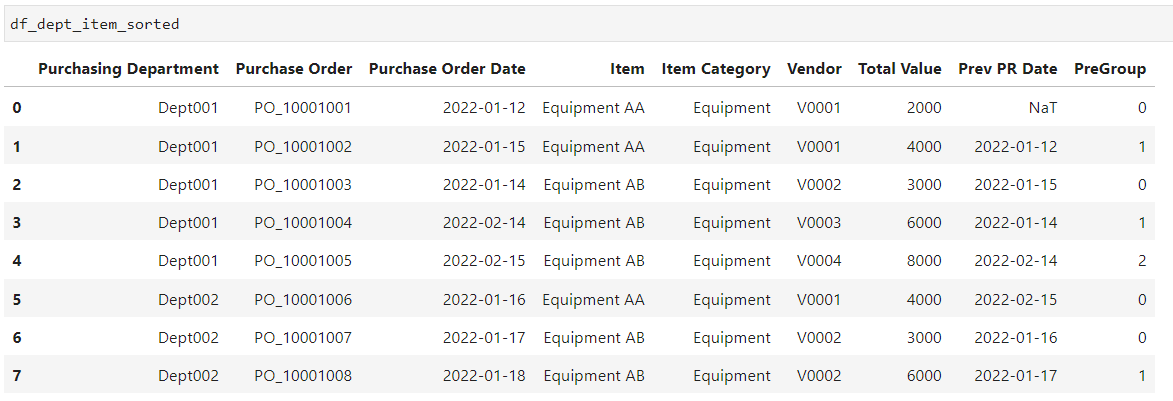 df_dept_item_sorted
Purchasing Department Purchase Order Purchase Order Date Item Item Category Vendor Total Value Prev PR Date PreGroup
0 Dept001 PO_10001001 2022-01-12 Equipment AA Equipment V0001 2000 NaT 0
1 Dept001 PO_10001002 2022-01-15 Equipment AA Equipment V0001 4000 2022-01-12 1
2 Dept001 PO_10001003 2022-01-14 Equipment AB Equipment V0002 3000 2022-01-15 0
3 Dept001 PO_10001004 2022-02-14 Equipment AB Equipment V0003 6000 2022-01-14 1
4 Dept001 PO_10001005 2022-02-15 Equipment AB Equipment V0004 8000 2022-02-14 2
5 Dept002 PO_10001006 2022-01-16 Equipment AA Equipment V0001 4000 2022-02-15 0
6 Dept002 PO_10001007 2022-01-17 Equipment AB Equipment V0002 3000 2022-01-16 0
7 Dept002 PO_10001008 2022-01-18 Equipment AB Equipment V0002 6000 2022-01-17 1